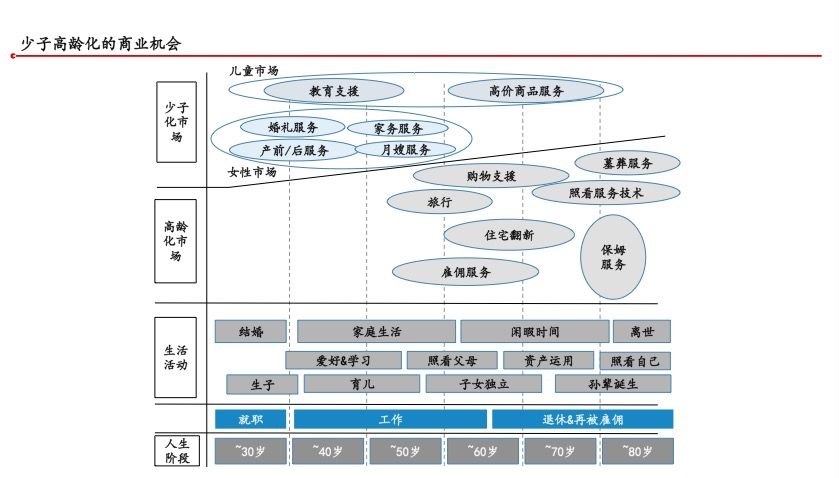 少子高龄化的商业机会
儿童市场
教育支援
高价商品服务
少子
化市
场
婚礼服务
家务服务
产前/后服务
月嫂服务
女性市场
墓葬服务
购物支援
照看服务技术
旅行
高龄
化市
场
住宅翻新
保姆
服务
雇佣服务
生活
活动
结婚
家庭生活
闲暇时间
离世
爱好&学习
照看父母
资产运用
照看自己
生子
育儿
子女独立
孙辈诞生
就职
工作
退休&再被雇佣
人生
阶段
~30岁
~40岁
~50岁
~60岁
~70岁
~80岁